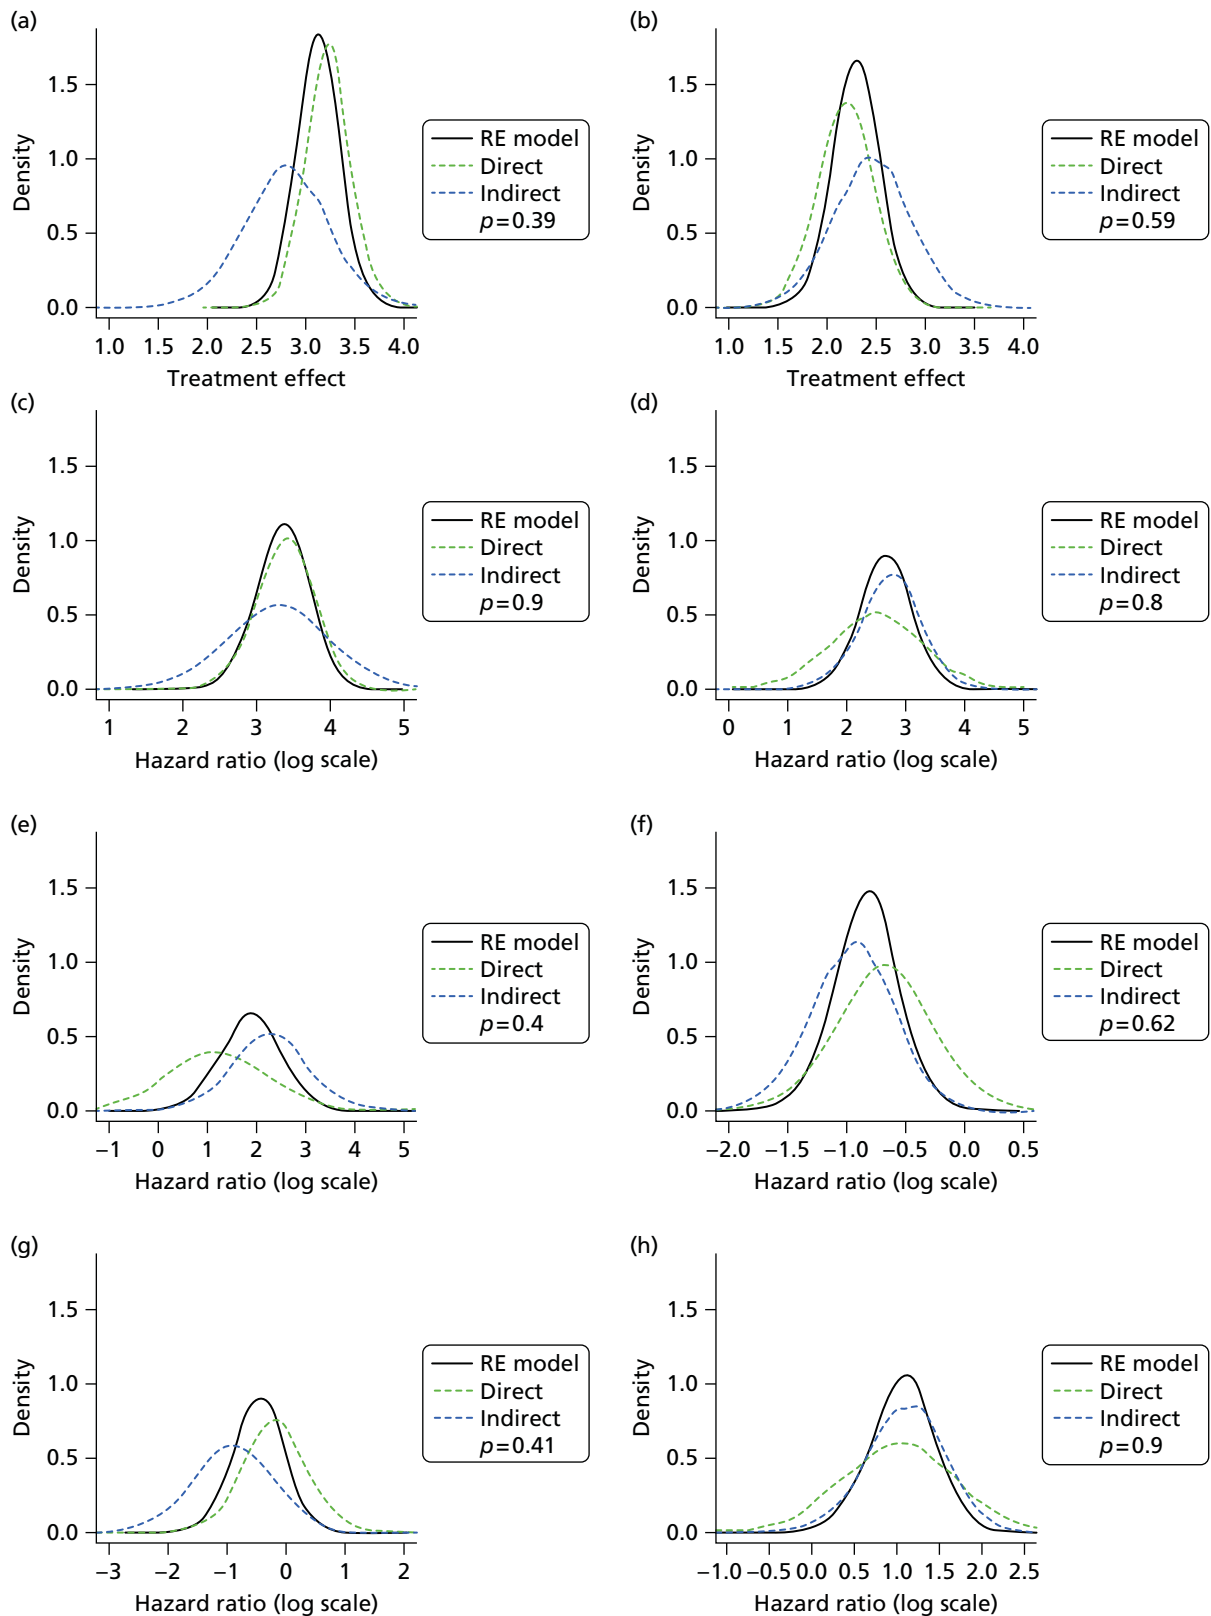 (a)
Density
1.5
1.0
0.5
0.0
1.0 1.5 2.0 2.5 3.0 3.5 4.0
Treatment effect
RE model
Direct
Indirect
p=0.39
(b)
Density
1.5
1.0
0.5
0.0
1.0 1.5 2.0 2.5 3.0 3.5 4.0
Treatment effect
RE model
Direct
Indirect
p=0.59
(c)
Density
1.5
1.0
0.5
0.0
1 2 3 4 5
Hazard ratio (log scale)
RE model
Direct
Indirect
p=0.9
(d)
Density
1.5
1.0
0.5
0.0
0 1 2 3 4 5
Hazard ratio (log scale)
RE model
Direct
Indirect
p=0.8
(e)
Density
1.5
1.0
0.5
0.0
−1 0 1 2 3 4 5
Hazard ratio (log scale)
RE model
Direct
Indirect
p=0.4
(f)
Density
1.5
1.0
0.5
0.0
−2.0 −1.5 −1.0 −0.5 0.0 0.5
Hazard ratio (log scale)
RE model
Direct
Indirect
p=0.62
(g)
Density
1.5
1.0
0.5
0.0
−3 −2 −1 0 1 2
Hazard ratio (log scale)
RE model
Direct
Indirect
p=0.41
(h)
Density
1.5
1.0
0.5
0.0
−1.0 −0.5 0.0 0.5 1.0 1.5 2.0 2.5
Hazard ratio (log scale)
RE model
Direct
Indirect
p=0.9